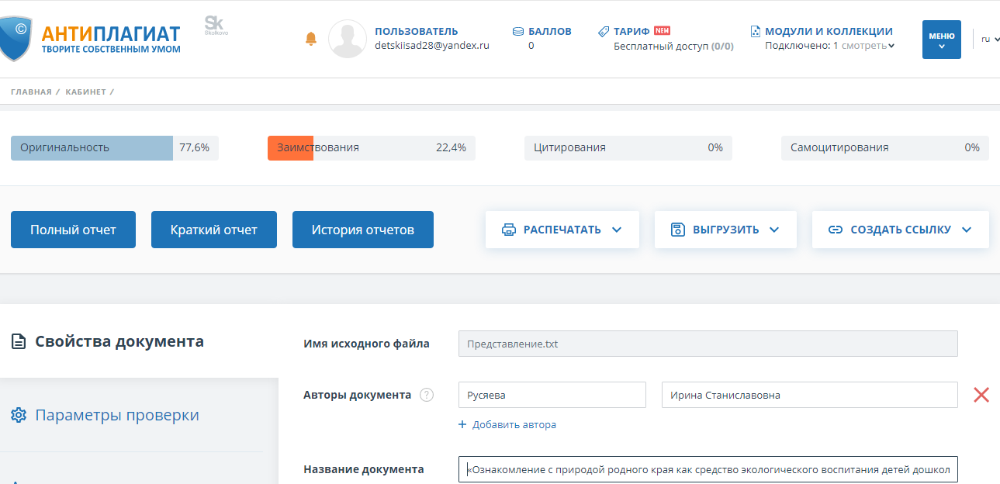 ©
АНТИПЛАГИАТ
ТВОРИТЕ СОБСТВЕННЫМ УМОМ
Sk
Skolkovo
ПОЛЬЗОВАТЕЛЬ
detskiisad28@yandex.ru
БАЛЛОВ
0
ТАРИФ NEW
Бесплатный доступ (0/0)
МОДУЛИ И КОЛЛЕКЦИИ
Подключено: 1 смотреть
МЕНЮ
ru
ГЛАВНАЯ / КАБИНЕТ /
Оригинальность 77,6%
Заимствования 22,4%
Цитирования 0%
Самоцитирования 0%
Полный отчет
Краткий отчет
История отчетов
РАСПЕЧАТАТЬ
ВЫГРУЗИТЬ
СОЗДАТЬ ССЫЛКУ
Свойства документа
Параметры проверки
Имя исходного файла
Представление.txt
Авторы документа ?
Русяева
Ирина Станиславовна
+ Добавить автора
Название документа
«Ознакомление с природой родного края как средство экологического воспитания детей дошкол